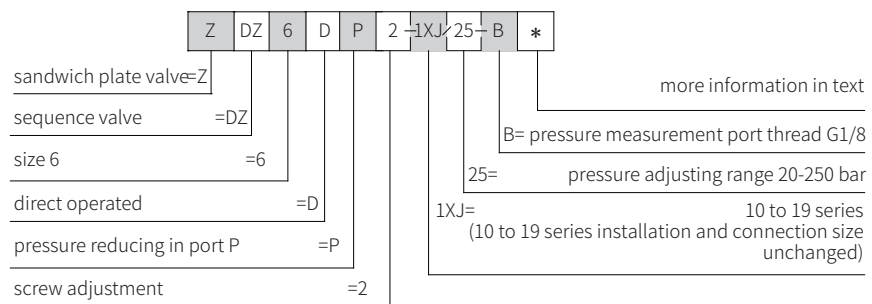 Z DZ 6 D P 2 -1XJ/ 25- B *
sandwich plate valve=Z
sequence valve =DZ
size 6 =6
direct operated =D
pressure reducing in port P =P
screw adjustment =2
more information in text
B= pressure measurement port thread G1/8
25= pressure adjusting range 20-250 bar
1XJ= 10 to 19 series
(10 to 19 series installation and connection size
unchanged)